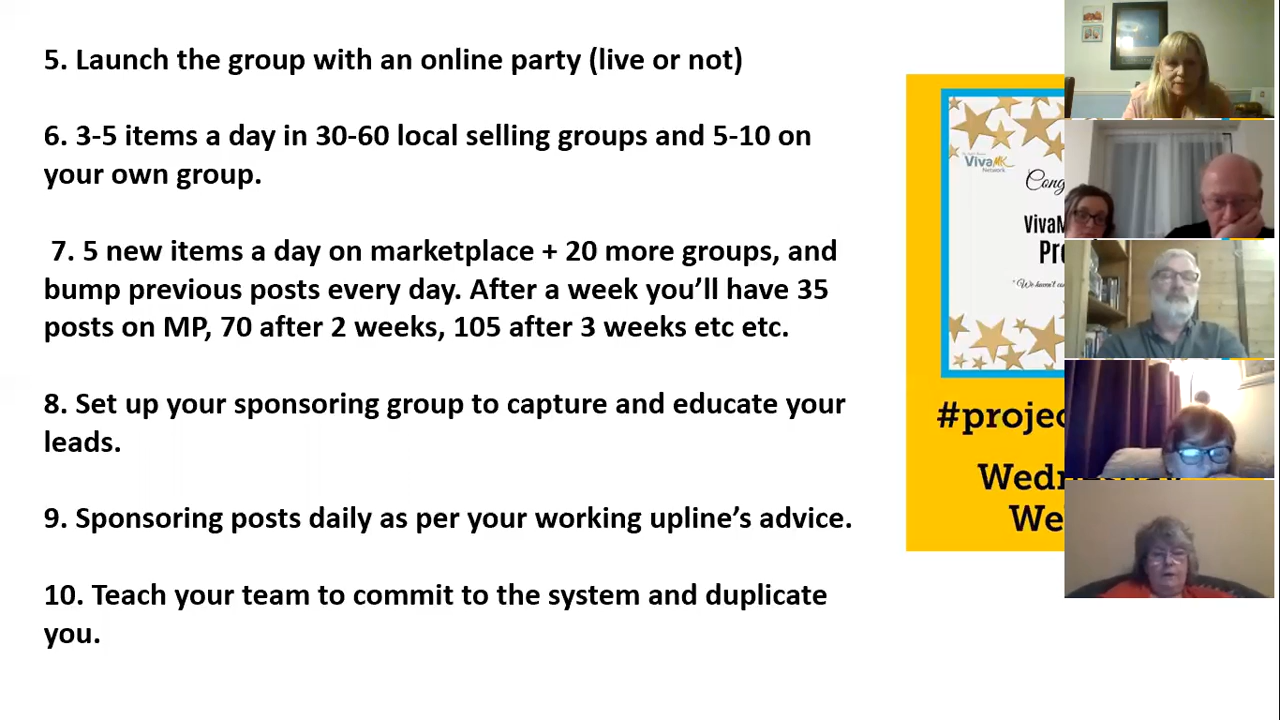 5. Launch the group with an online party (live or not)
6. 3-5 items a day in 30-60 local selling groups and 5-10 on
your own group.
7. 5 new items a day on marketplace + 20 more groups, and
bump previous posts every day. After a week you’ll have 35
posts on MP, 70 after 2 weeks, 105 after 3 weeks etc etc.
8. Set up your sponsoring group to capture and educate your
leads.
9. Sponsoring posts daily as per your working upline’s advice.
10. Teach your team to commit to the system and duplicate
you.
VivaMK
Network
Cong
VivaM
Pr
#projec
Wed
We